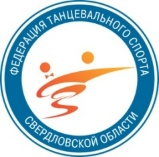 ФЕДЕРАЦИЯ ТАНЦЕВАЛЬНОГО СПОРТА
СВЕРДЛОВСКОЙ ОБЛАСТИ